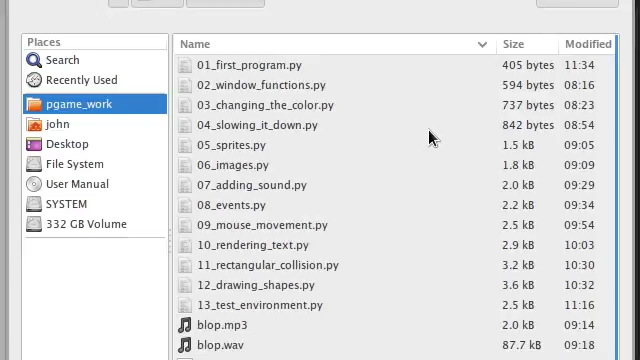 Places
Search
Recently Used
pgame_work
john
Desktop
File System
User Manual
SYSTEM
332 GB Volume
Name Size Modified
01_first_program.py 405 bytes 11:34
02_window_functions.py 594 bytes 08:16
03_changing_the_color.py 737 bytes 08:23
04_slowing_it_down.py 842 bytes 08:54
05_sprites.py 1.5 kB 09:05
06_images.py 1.8 kB 09:09
07_adding_sound.py 2.0 kB 09:29
08_events.py 2.2 kB 09:34
09_mouse_movement.py 2.5 kB 09:54
10_rendering_text.py 2.9 kB 10:03
11_rectangular_collision.py 3.2 kB 10:30
12_drawing_shapes.py 3.6 kB 10:32
13_test_environment.py 2.5 kB 11:16
blop.mp3 2.0 kB 09:14
blop.wav 87.7 kB 09:18